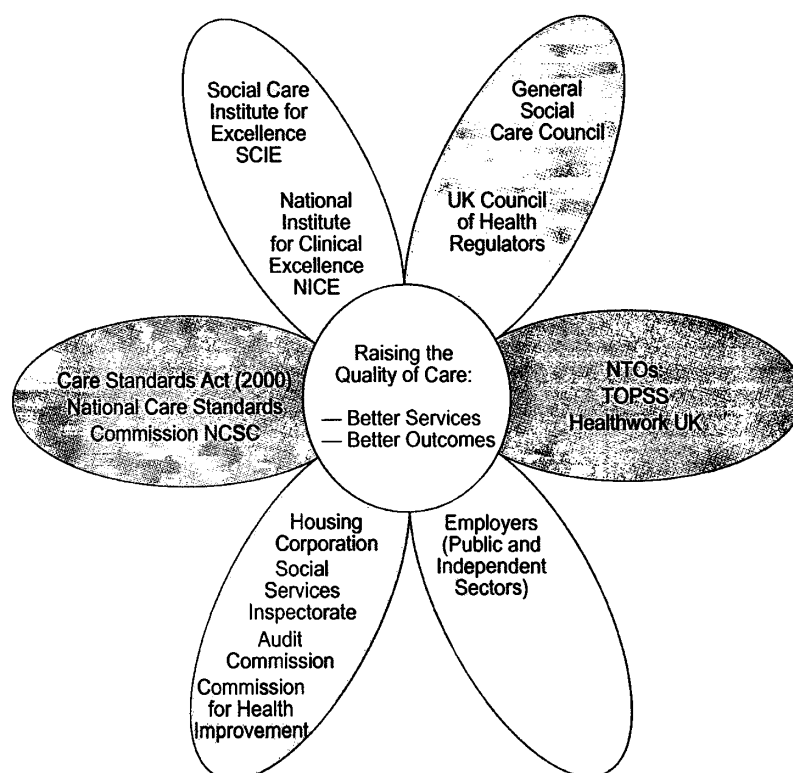 Social Care
Institute for
Excellence
SCIE
National
Institute
for Clinical
Excellence
NICE
General
Social
Care Council
UK Council
of Health
Regulators
Care Standards Act (2000)
National Care Standards
Commission NCSC
Raising the
Quality of Care:
— Better Services
— Better Outcomes
NTOs:
TOPSS
Healthwork UK
Housing
Corporation
Social
Services
Inspectorate
Audit
Commission
Commission
for Health
Improvement
Employers
(Public and
Independent
Sectors)